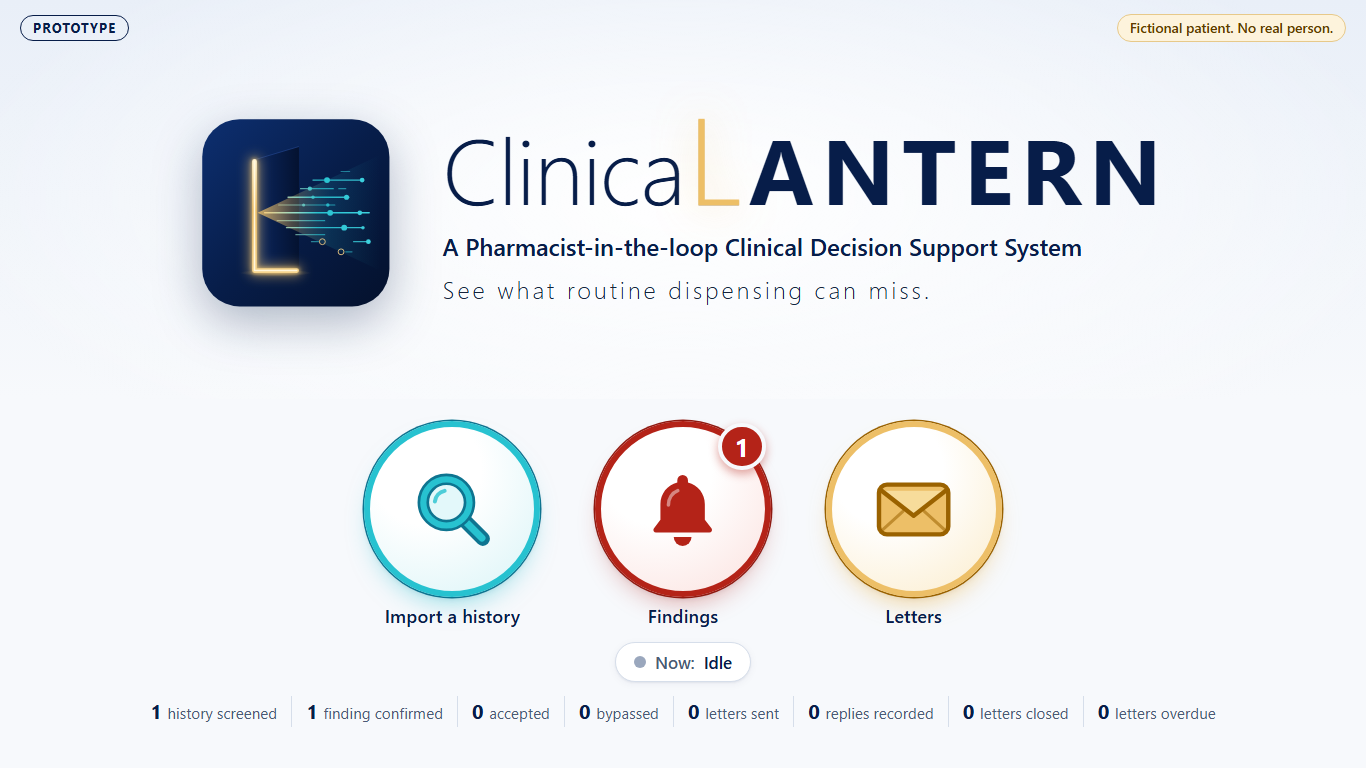 PROTOTYPE
Fictional patient. No real person.
ClinicaLANTERN
A Pharmacist-in-the-loop Clinical Decision Support System
See what routine dispensing can miss.
1
Import a history
Findings
Letters
Now: Idle
1 history screened
1 finding confirmed
0 accepted
0 bypassed
0 letters sent
0 replies recorded
0 letters closed
0 letters overdue